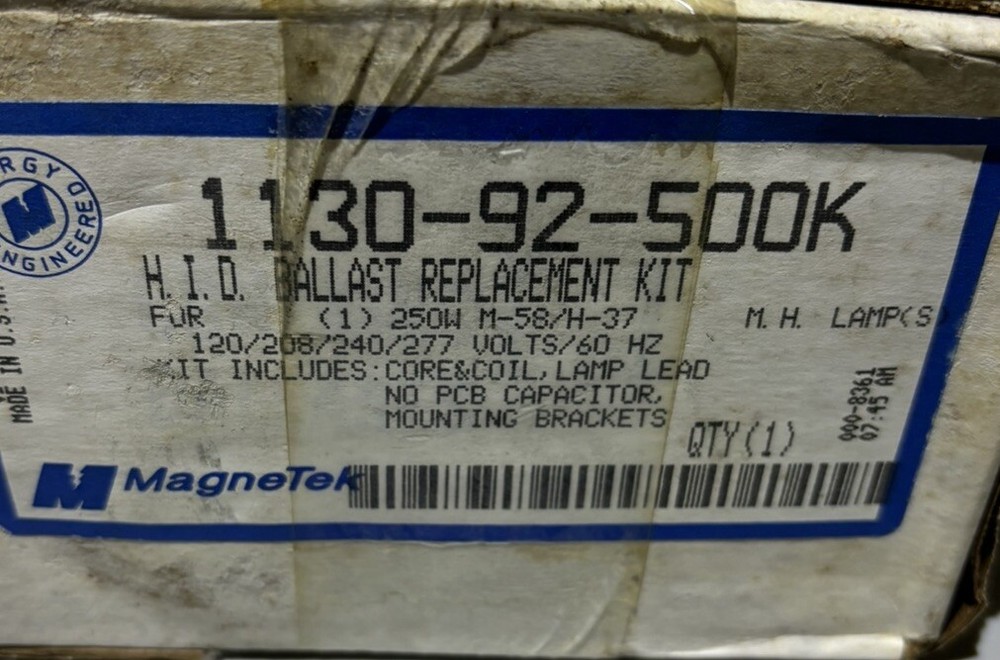 1130-92-500K
H.I.D. BALLAST REPLACEMENT KIT
FOR (1) 250W M-58/H-37 M.H. LAMP(S
120/208/240/277 VOLTS/60 HZ
KIT INCLUDES:CORE&COIL,LAMP LEAD
NO PCB CAPACITOR,
MOUNTING BRACKETS
QTY(1)
07:45 AM
MADE IN U.S.A.
RGY
NGINEERED
MagneTek